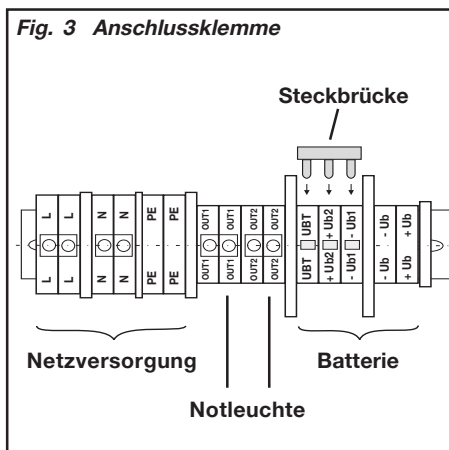 Fig. 3 Anschlussklemme
Steckbrücke
L L N N PE PE OUT1 OUT1 OUT2 OUT2 UBT + Ub2 - Ub1 - Ub + Ub
L L N N PE PE OUT1 OUT1 OUT2 OUT2 UBT + Ub2 - Ub1 - Ub + Ub
Netzversorgung
Batterie
Notleuchte